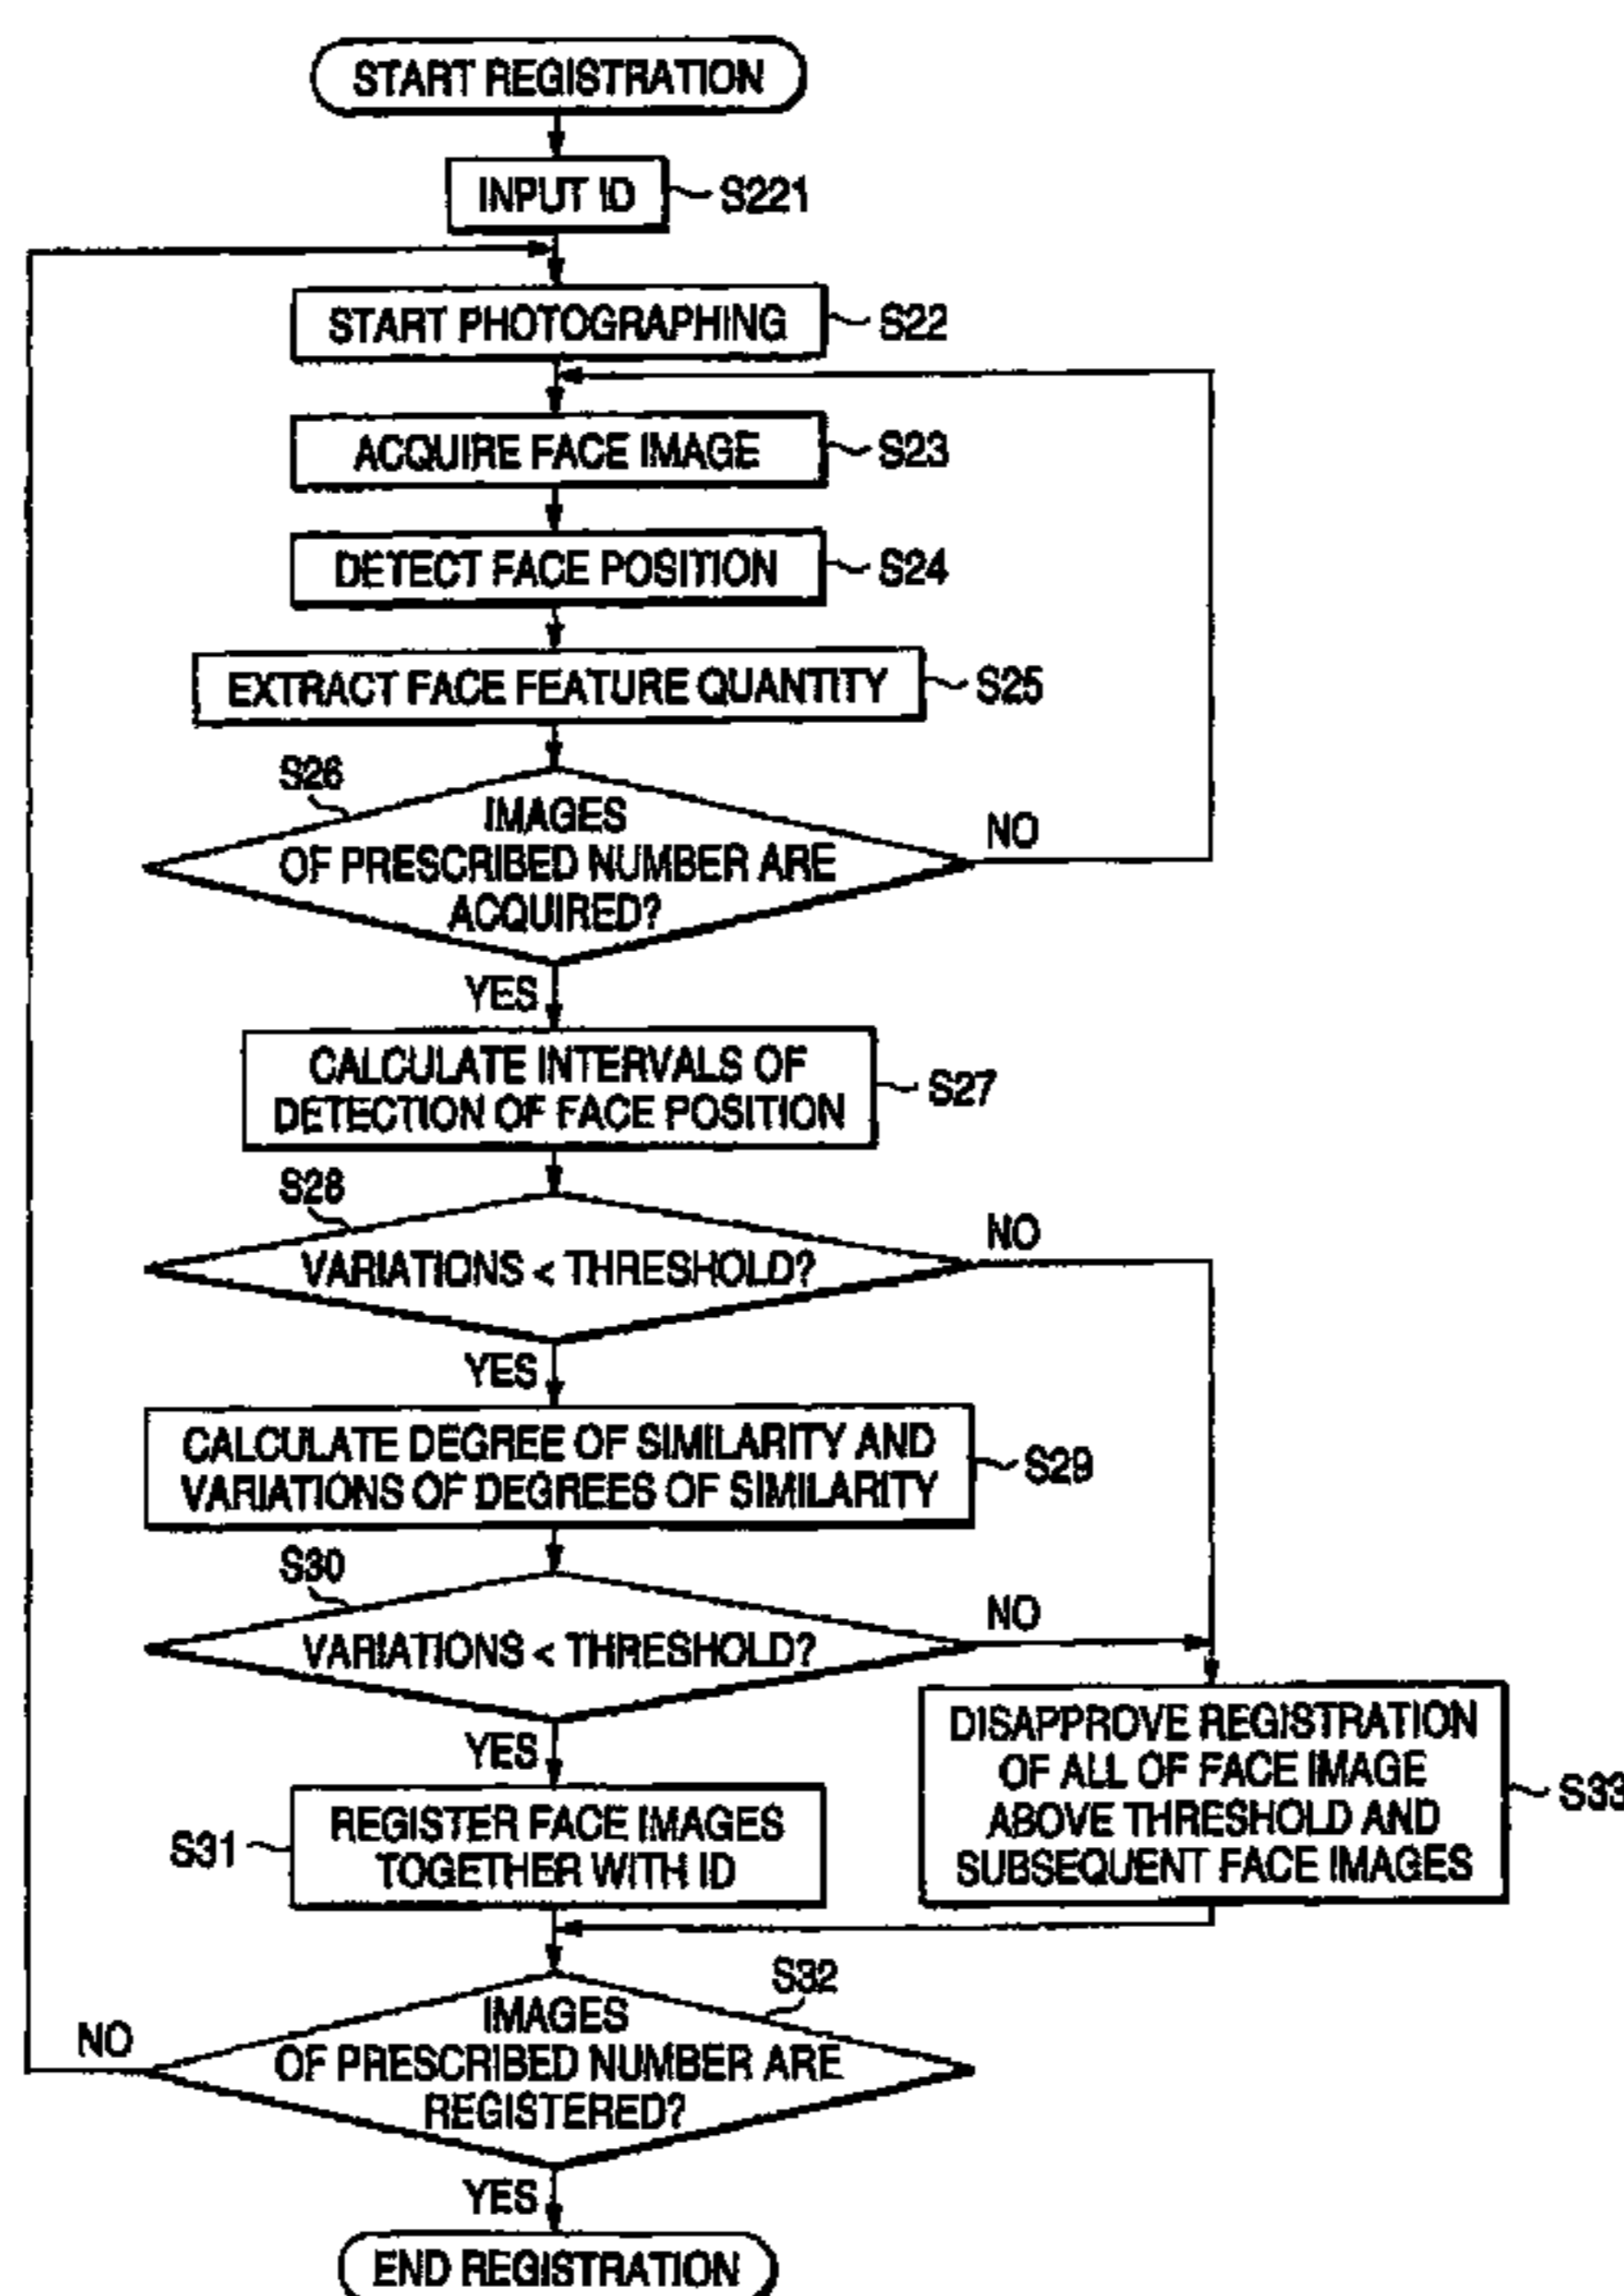 START REGISTRATION
INPUT ID
S221
START PHOTOGRAPHING
S22
ACQUIRE FACE IMAGE
S23
DETECT FACE POSITION
S24
EXTRACT FACE FEATURE QUANTITY
S25
S26
IMAGES
OF PRESCRIBED NUMBER ARE
ACQUIRED?
NO
YES
CALCULATE INTERVALS OF
DETECTION OF FACE POSITION
S27
S28
VARIATIONS < THRESHOLD?
NO
YES
CALCULATE DEGREE OF SIMILARITY AND
VARIATIONS OF DEGREES OF SIMILARITY
S29
S30
VARIATIONS < THRESHOLD?
NO
YES
DISAPPROVE REGISTRATION
OF ALL OF FACE IMAGE
ABOVE THRESHOLD AND
SUBSEQUENT FACE IMAGES
S33
S31
REGISTER FACE IMAGES
TOGETHER WITH ID
S32
IMAGES
OF PRESCRIBED NUMBER ARE
REGISTERED?
NO
YES
END REGISTRATION